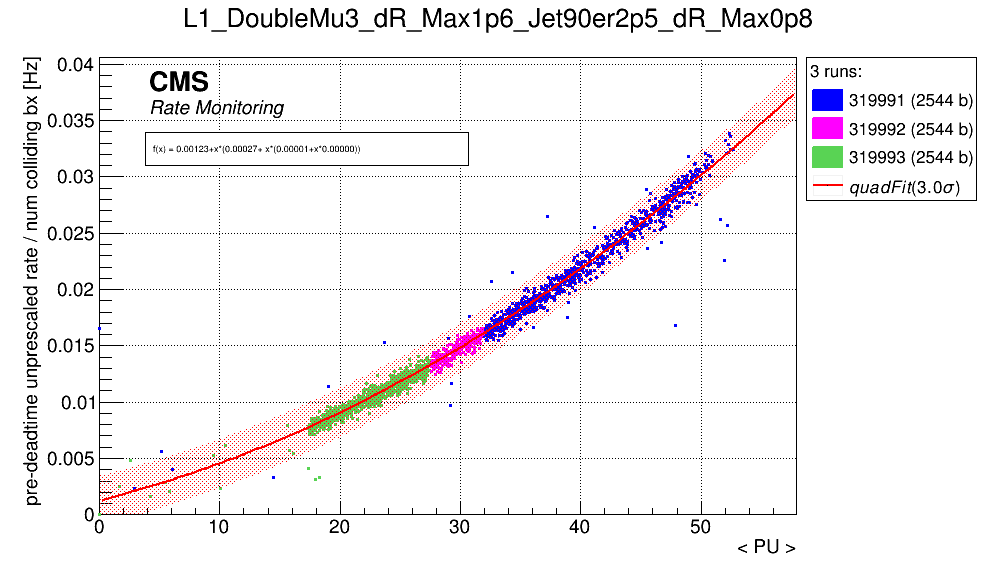 L1_DoubleMu3_dR_Max1p6_Jet90er2p5_dR_Max0p8
pre-deadtime unprescaled rate / num colliding bx [Hz]
0.04
0.035
0.03
0.025
0.02
0.015
0.01
0.005
0
CMS
Rate Monitoring
f(x) = 0.00123+x*(0.00027+ x*(0.00001+x*0.00000))
3 runs:
319991 (2544 b)
319992 (2544 b)
319993 (2544 b)
quadFit(3.0σ)
0 10 20 30 40 50
< PU >